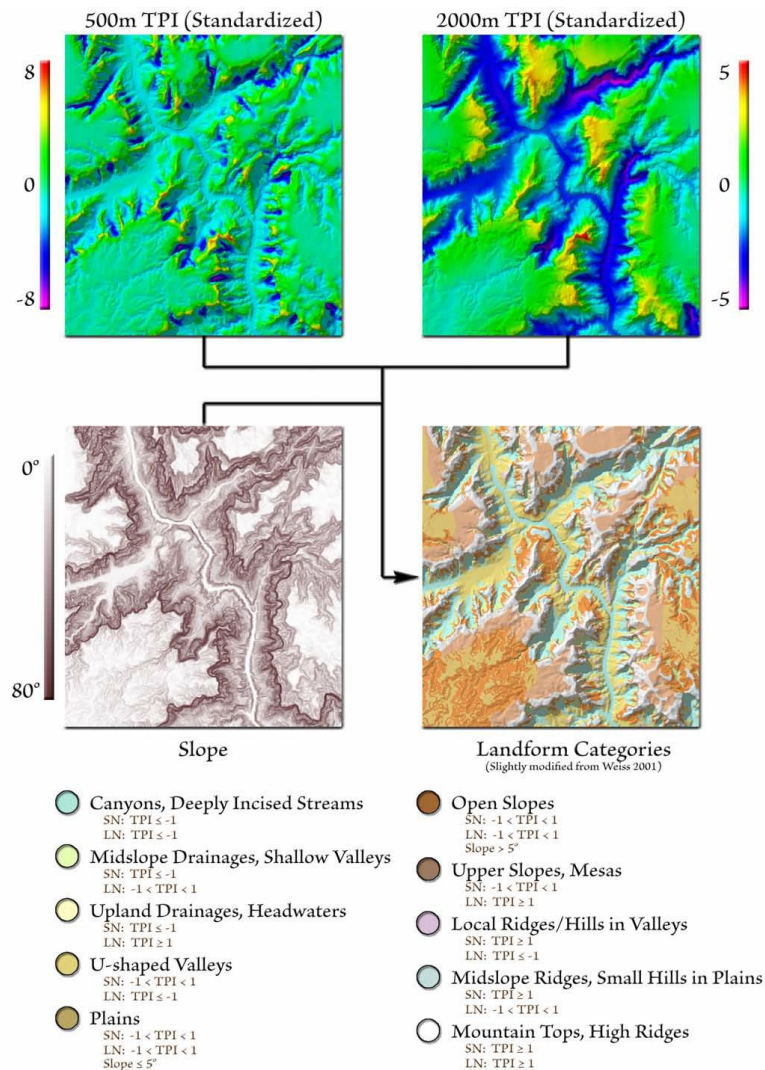 500m TPI (Standardized)
2000m TPI (Standardized)
8
0
-8
5
0
-5
0°
80°
Slope
Landform Categories
(Slightly modified from Weiss 2001)
Canyons, Deeply Incised Streams
SN: TPI ≤ -1
LN: TPI ≤ -1
Midslope Drainages, Shallow Valleys
SN: TPI ≤ -1
LN: -1 < TPI < 1
Upland Drainages, Headwaters
SN: TPI ≤ -1
LN: TPI ≥ 1
U-shaped Valleys
SN: -1 < TPI < 1
LN: TPI ≤ -1
Plains
SN: -1 < TPI < 1
LN: -1 < TPI < 1
Slope ≤ 5°
Open Slopes
SN: -1 < TPI < 1
LN: -1 < TPI < 1
Slope > 5°
Upper Slopes, Mesas
SN: -1 < TPI < 1
LN: TPI ≥ 1
Local Ridges/Hills in Valleys
SN: TPI ≥ 1
LN: TPI ≤ -1
Midslope Ridges, Small Hills in Plains
SN: TPI ≥ 1
LN: -1 < TPI < 1
Mountain Tops, High Ridges
SN: TPI ≥ 1
LN: TPI ≥ 1